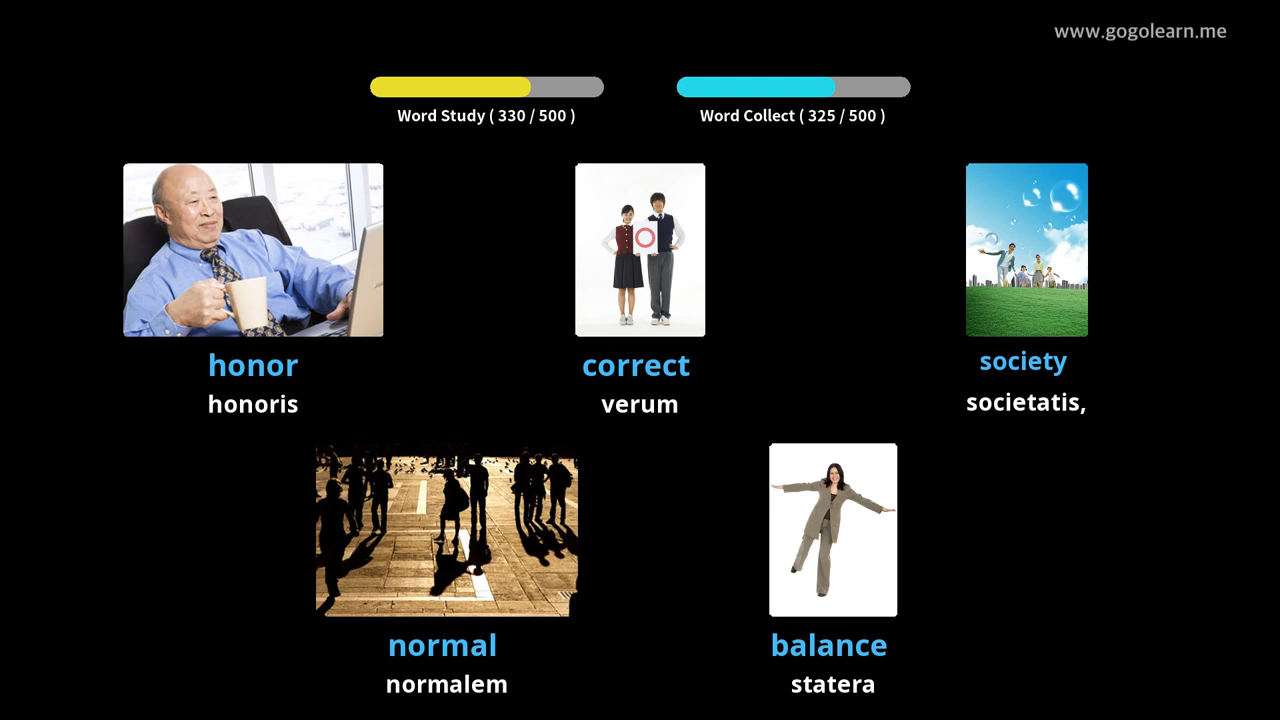 www.gogolearn.me
Word Study ( 330 / 500 )
Word Collect ( 325 / 500 )
honor
honoris
correct
verum
society
societatis,
normal
normalem
balance
statera